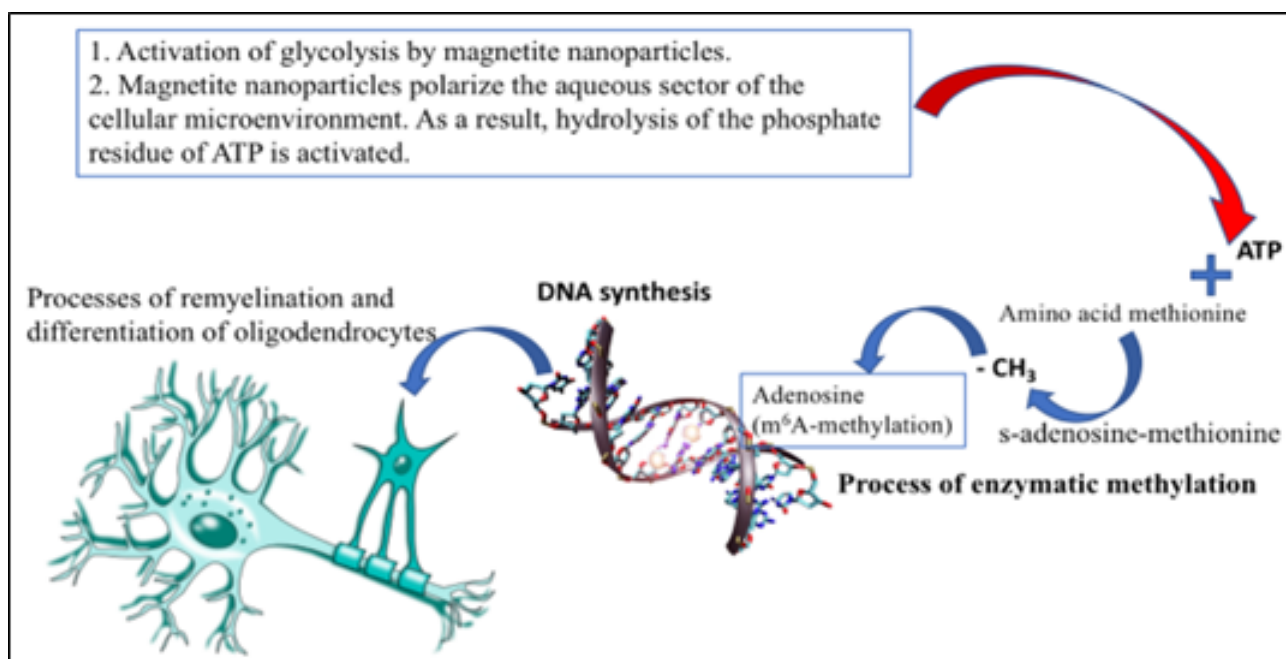 1. Activation of glycolysis by magnetite nanoparticles.
2. Magnetite nanoparticles polarize the aqueous sector of the
cellular microenvironment. As a result, hydrolysis of the phosphate
residue of ATP is activated.
ATP
+
Amino acid methionine
- CH₃
s-adenosine-methionine
Process of enzymatic methylation
Adenosine
(m⁶A-methylation)
DNA synthesis
Processes of remyelination and
differentiation of oligodendrocytes